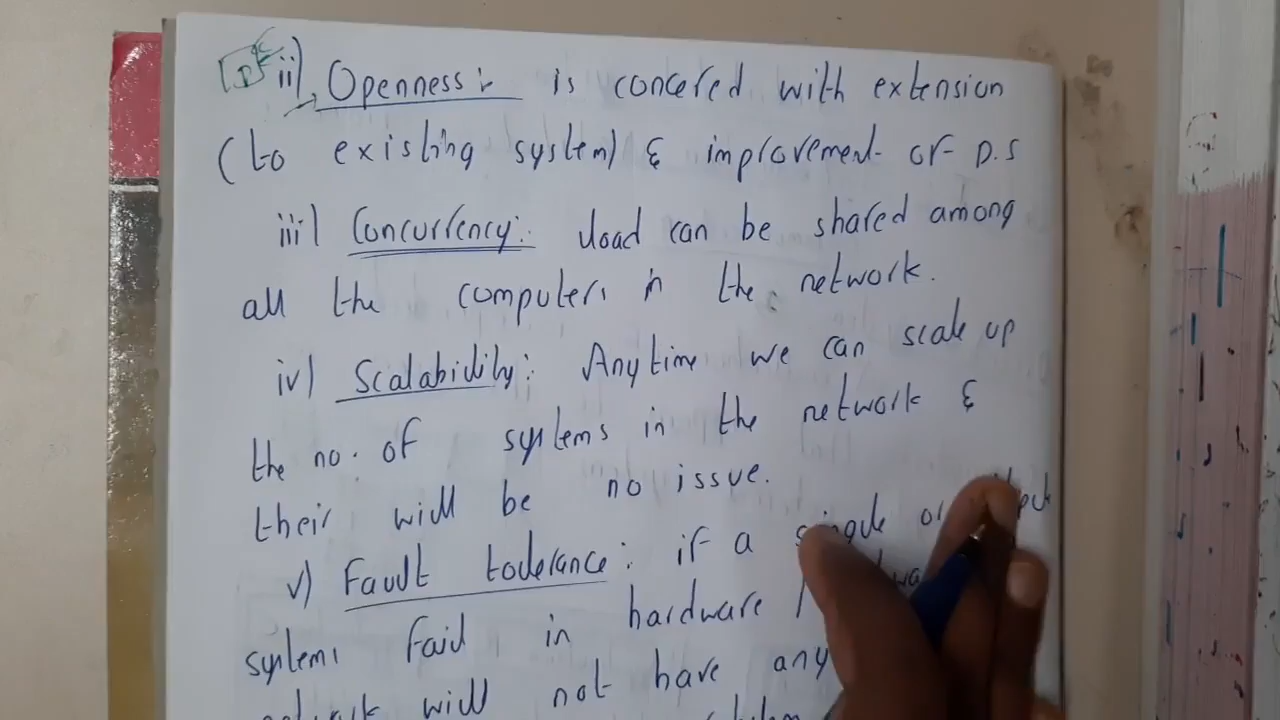 ii) Openness: is concered with extension
(to existing system) & improvement of D.S
iii) Concurrency: load can be shared among
all the computers in the network.
iv) Scalability: Anytime we can scale up
the no. of systems in the network &
their will be no issue.
v) Fault tolerance: if a single or
systems fail in hardware /
will not have any